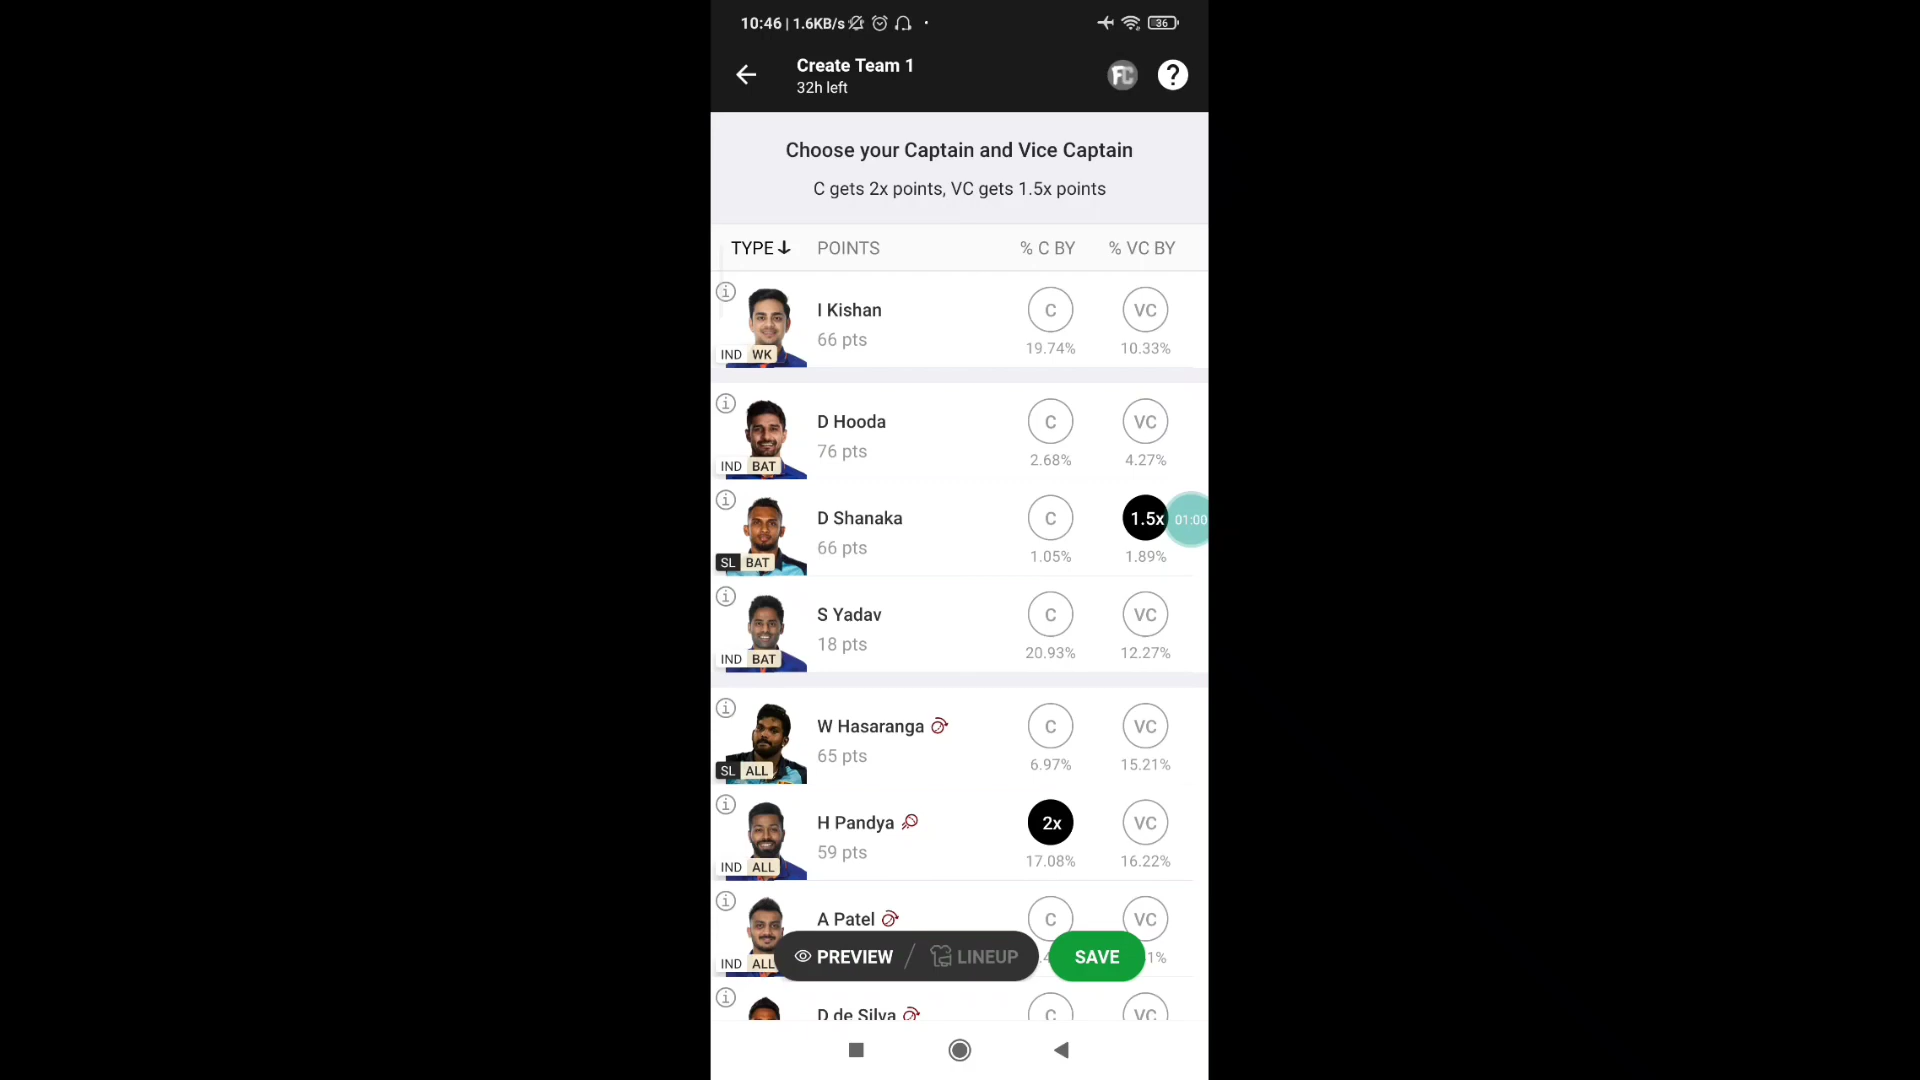 10:46 | 1.6KB/s
36
Create Team 1
32h left
FC
?
Choose your Captain and Vice Captain
C gets 2x points, VC gets 1.5x points
TYPE POINTS % C BY % VC BY
I Kishan C VC
66 pts 19.74% 10.33%
IND WK
D Hooda C VC
76 pts 2.68% 4.27%
IND BAT
D Shanaka C 1.5x 01:00
66 pts 1.05% 1.89%
SL BAT
S Yadav C VC
18 pts 20.93% 12.27%
IND BAT
W Hasaranga C VC
65 pts 6.97% 15.21%
SL ALL
H Pandya 2x VC
59 pts 17.08% 16.22%
IND ALL
A Patel C VC
IND ALL PREVIEW / LINEUP SAVE 1%
D de Silva C VC